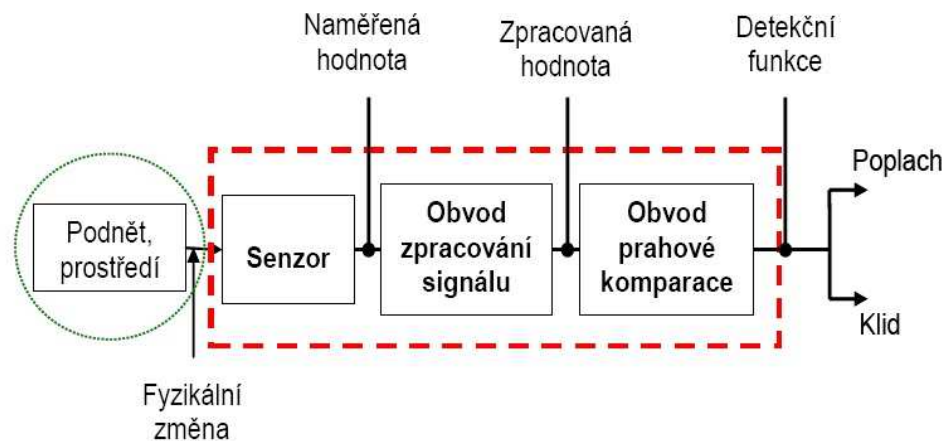 Naměřená
hodnota
Zpracovaná
hodnota
Detekční
funkce
Poplach
Podnět,
prostředí
Senzor
Obvod
zpracování
signálu
Obvod
prahové
komparace
Klid
Fyzikální
změna